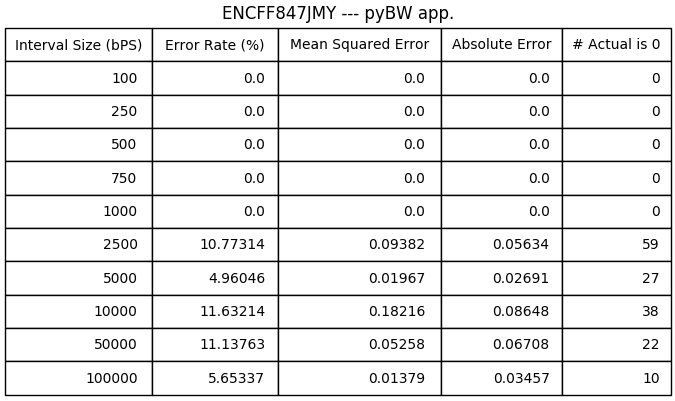 ENCFF847JMY --- pyBW app.
Interval Size (bPS) Error Rate (%) Mean Squared Error Absolute Error # Actual is 0
100 0.0 0.0 0.0 0
250 0.0 0.0 0.0 0
500 0.0 0.0 0.0 0
750 0.0 0.0 0.0 0
1000 0.0 0.0 0.0 0
2500 10.77314 0.09382 0.05634 59
5000 4.96046 0.01967 0.02691 27
10000 11.63214 0.18216 0.08648 38
50000 11.13763 0.05258 0.06708 22
100000 5.65337 0.01379 0.03457 10